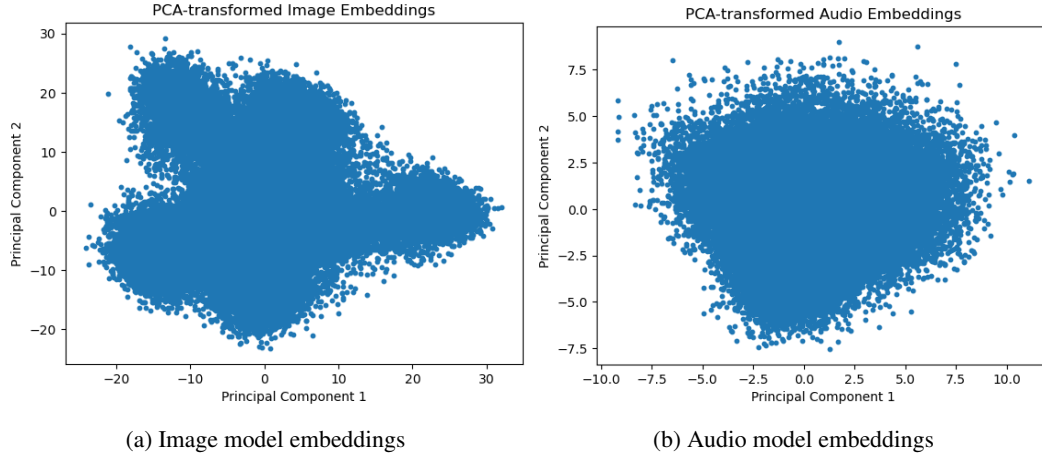 PCA-transformed Image Embeddings
30
20
10
0
−10
−20
Principal Component 2
−20 −10 0 10 20 30
Principal Component 1
(a) Image model embeddings
PCA-transformed Audio Embeddings
7.5
5.0
2.5
0.0
−2.5
−5.0
−7.5
Principal Component 2
−10.0 −7.5 −5.0 −2.5 0.0 2.5 5.0 7.5 10.0
Principal Component 1
(b) Audio model embeddings